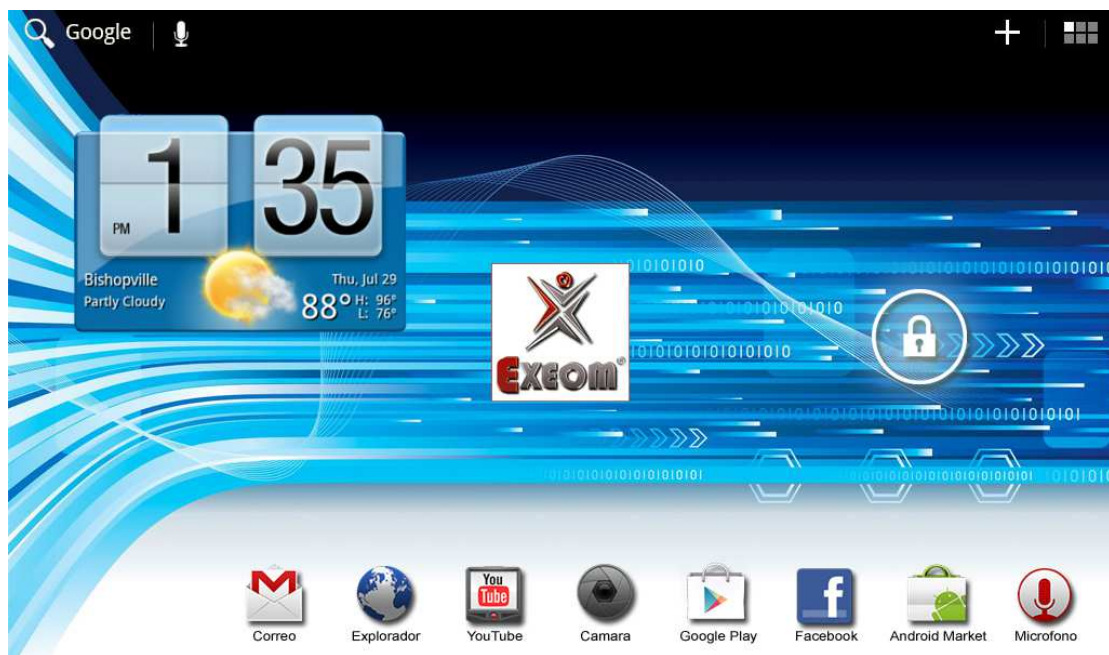 Google
1 35
PM
Bishopville
Thu, Jul 29
Partly Cloudy
88° H: 96°
L: 76°
01010101010
EXEOM®
You
Tube
f
Correo
Explorador
YouTube
Camara
Google Play
Facebook
Android Market
Microfono